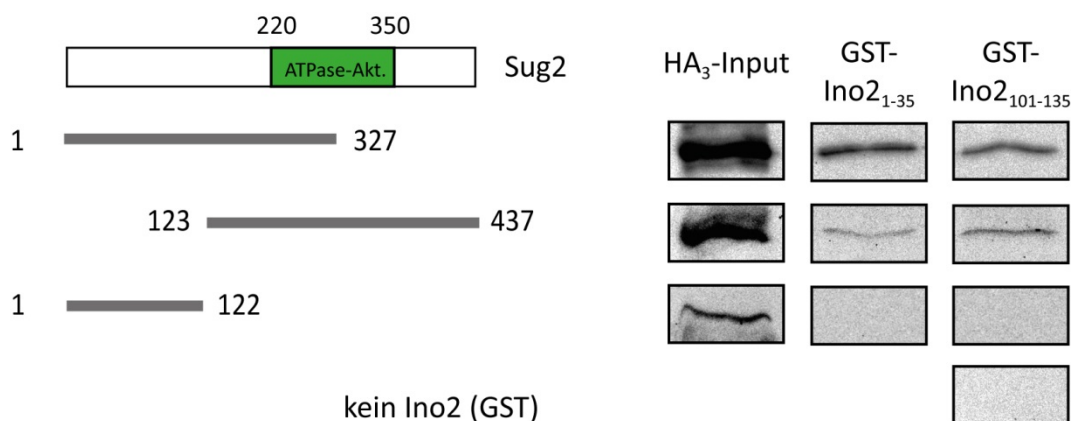 220 350
ATPase-Akt.
Sug2
HA₃-Input
GST-
Ino2₁₋₃₅
GST-
Ino2₁₀₁₋₁₃₅
1 327
123 437
1 122
kein Ino2 (GST)